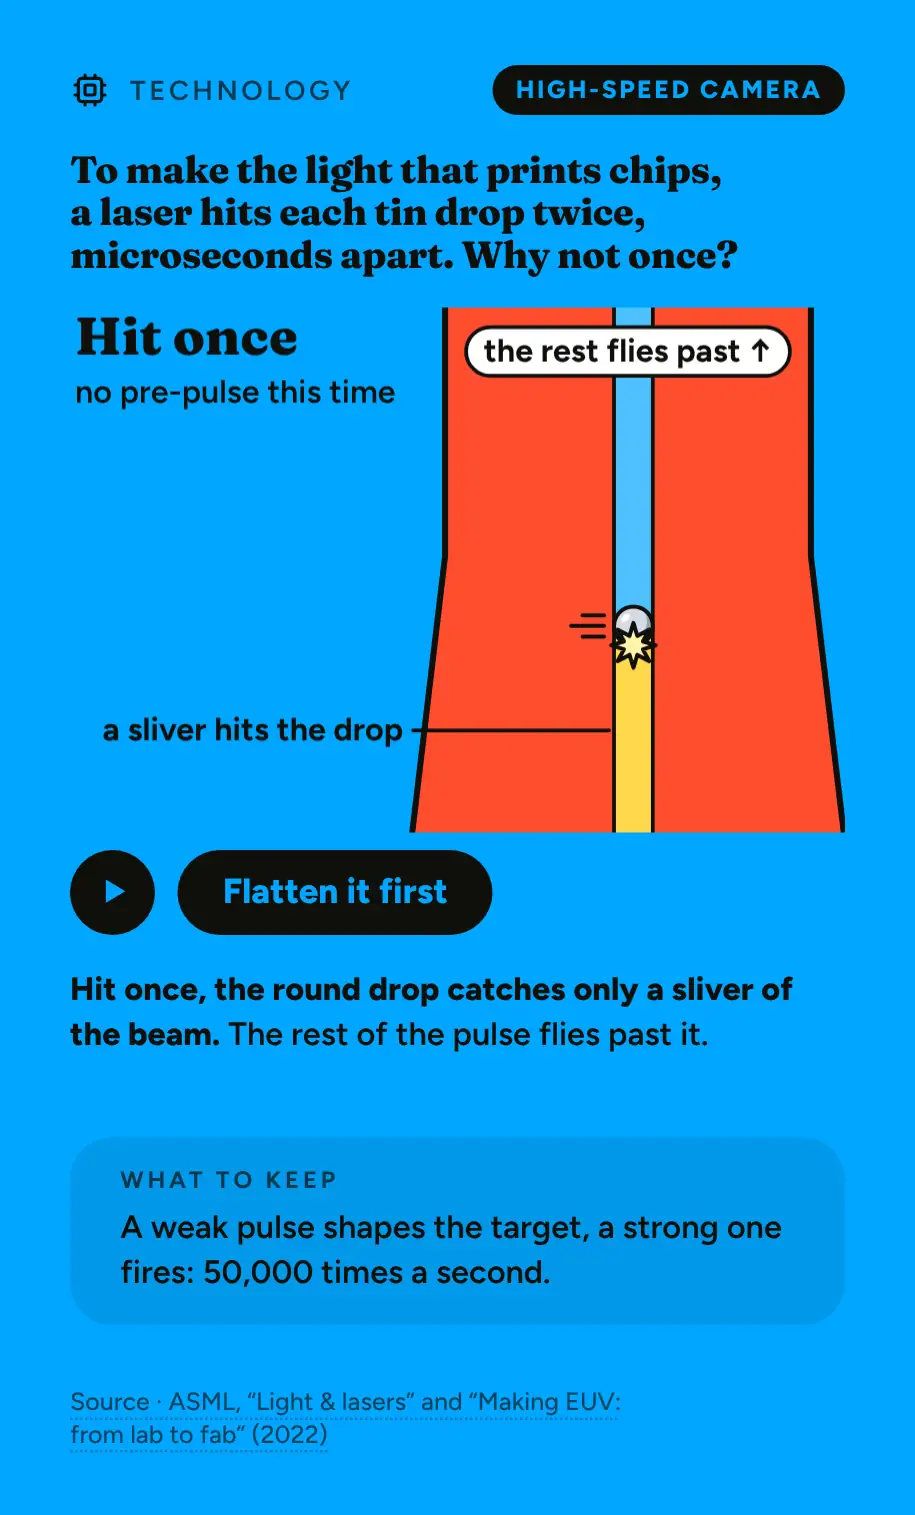 TECHNOLOGY
HIGH-SPEED CAMERA
To make the light that prints chips,
a laser hits each tin drop twice,
microseconds apart. Why not once?
Hit once
no pre-pulse this time
the rest flies past ↑
a sliver hits the drop
Flatten it first
Hit once, the round drop catches only a sliver of
the beam. The rest of the pulse flies past it.
WHAT TO KEEP
A weak pulse shapes the target, a strong one
fires: 50,000 times a second.
Source · ASML, “Light & lasers” and “Making EUV:
from lab to fab” (2022)